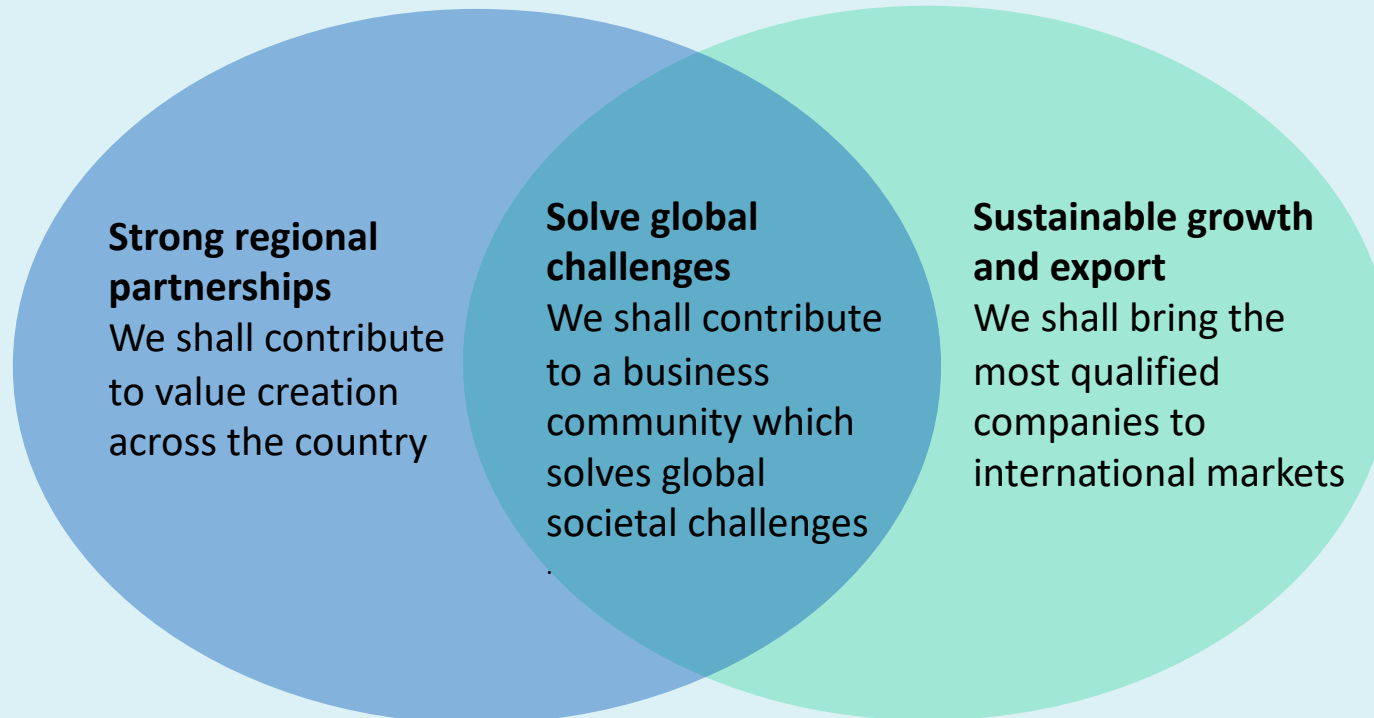 Strong regional
partnerships
We shall contribute
to value creation
across the country
Solve global
challenges
We shall contribute
to a business
community which
solves global
societal challenges
.
Sustainable growth
and export
We shall bring the
most qualified
companies to
international markets